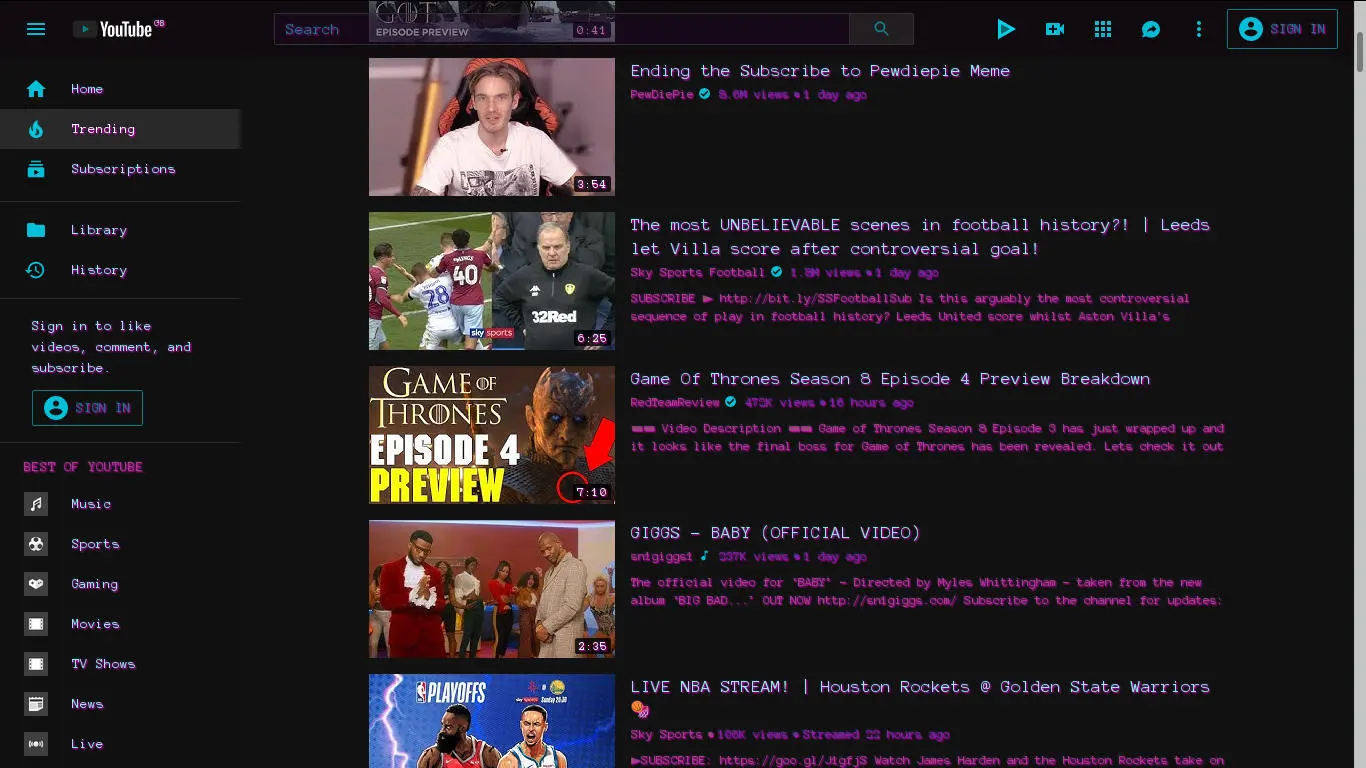 YouTube GB
Search
GOT
EPISODE PREVIEW
0:41
SIGN IN
Home
Trending
Subscriptions
Library
History
Sign in to like
videos, comment, and
subscribe.
SIGN IN
BEST OF YOUTUBE
Music
Sports
Gaming
Movies
TV Shows
News
Live
3:54
Ending the Subscribe to Pewdiepie Meme
PewDiePie 8.6M views • 1 day ago
40
28
32Red
sky sports
6:25
The most UNBELIEVABLE scenes in football history?! | Leeds
let Villa score after controversial goal!
Sky Sports Football 1.8M views • 1 day ago
SUBSCRIBE ► http://bit.ly/SSFootballSub Is this arguably the most controversial
sequence of play in football history? Leeds United score whilst Aston Villa's
GAME OF
THRONES
EPISODE 4
PREVIEW
7:10
Game Of Thrones Season 8 Episode 4 Preview Breakdown
RedTeamReview 473K views • 16 hours ago
Video Description Game of Thrones Season 8 Episode 3 has just wrapped up and
it looks like the final boss for Game of Thrones has been revealed. Lets check it out
2:35
GIGGS - BABY (OFFICIAL VIDEO)
sn1giggs1 337K views • 1 day ago
The official video for 'BABY' - Directed by Myles Whittingham - taken from the new
album 'BIG BAD...' OUT NOW http://sn1giggs.com/ Subscribe to the channel for updates:
PLAYOFFS
Sunday 20:30
LIVE NBA STREAM! | Houston Rockets @ Golden State Warriors
Sky Sports • 106K views • Streamed 22 hours ago
►SUBSCRIBE: https://goo.gl/J1gfjS Watch James Harden and the Houston Rockets take on